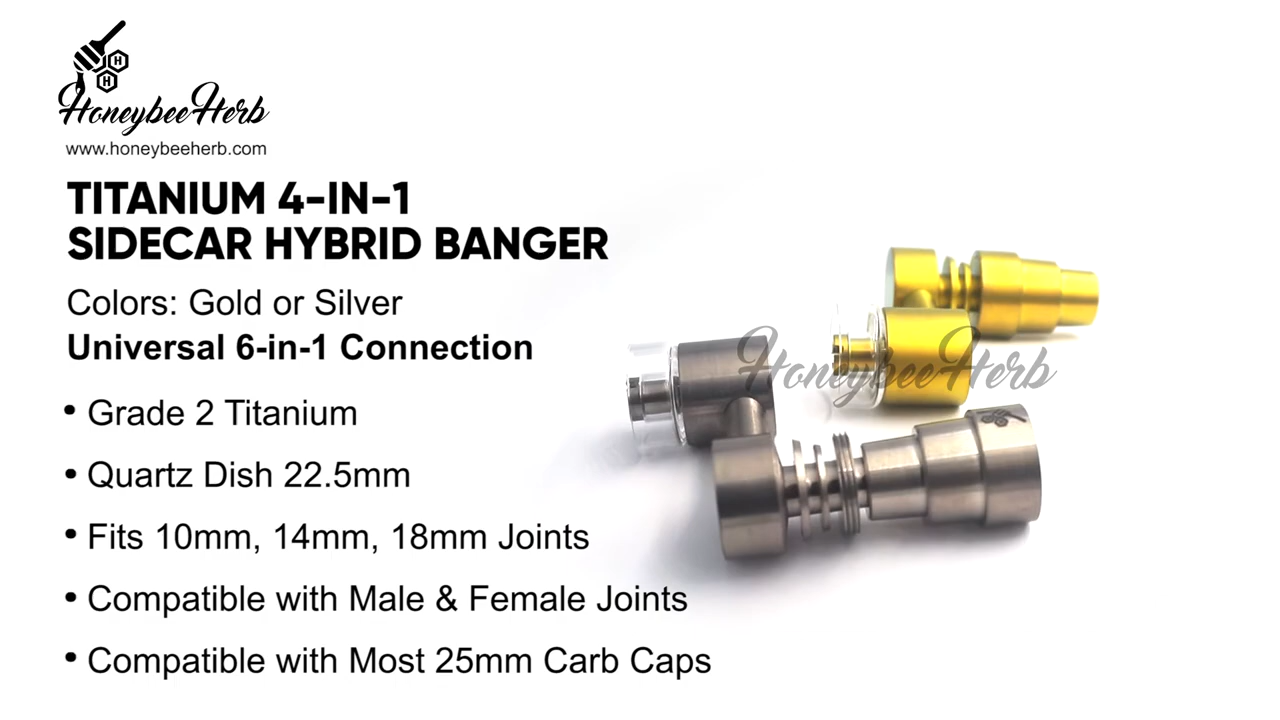 H
H
HoneybeeHerb
www.honeybeeherb.com
TITANIUM 4-IN-1
SIDECAR HYBRID BANGER
Colors: Gold or Silver
Universal 6-in-1 Connection
• Grade 2 Titanium
• Quartz Dish 22.5mm
• Fits 10mm, 14mm, 18mm Joints
• Compatible with Male & Female Joints
• Compatible with Most 25mm Carb Caps
HoneybeeHerb